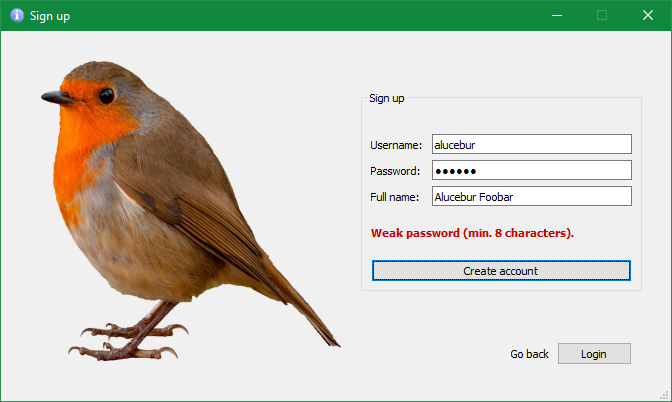 Sign up
Sign up
Username: alucebur
Password: ●●●●●●
Full name: Alucebur Foobar
Weak password (min. 8 characters).
Create account
Go back Login